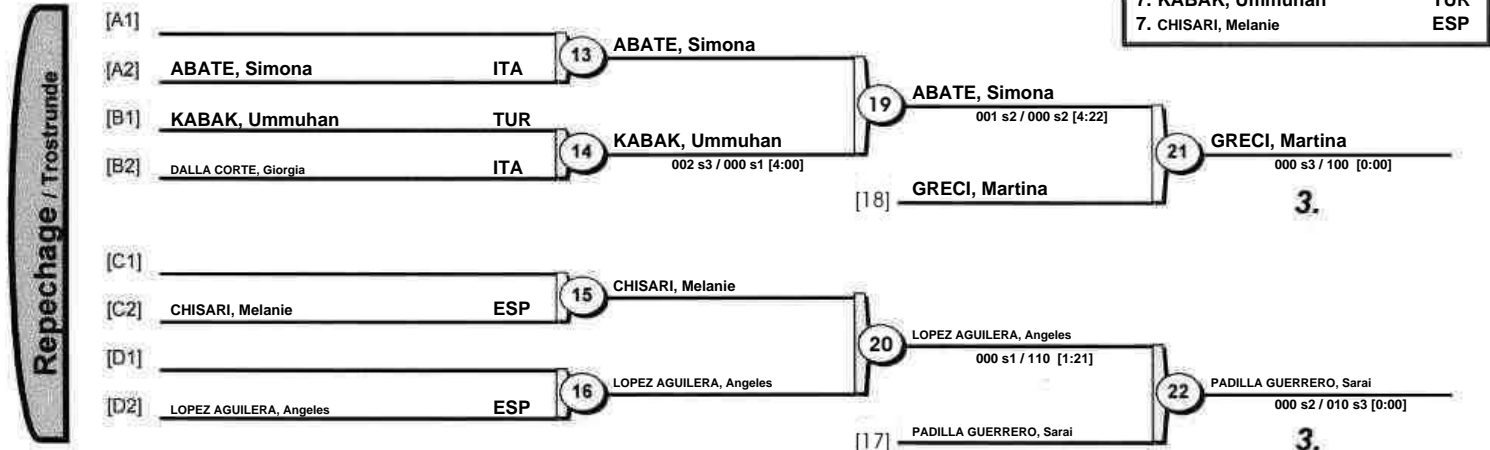 7. KABAK, Ummuhan TUR
7. CHISARI, Melanie ESP
Repechage / Trostrunde
[A1]
[A2] ABATE, Simona ITA
13 ABATE, Simona
[B1] KABAK, Ummuhan TUR
[B2] DALLA CORTE, Giorgia ITA
14 KABAK, Ummuhan
002 s3 / 000 s1 [4:00]
19 ABATE, Simona
001 s2 / 000 s2 [4:22]
[18] GRECI, Martina
21 GRECI, Martina
000 s3 / 100 [0:00]
3.
[C1]
[C2] CHISARI, Melanie ESP
15 CHISARI, Melanie
[D1]
[D2] LOPEZ AGUILERA, Angeles ESP
16 LOPEZ AGUILERA, Angeles
20 LOPEZ AGUILERA, Angeles
000 s1 / 110 [1:21]
[17] PADILLA GUERRERO, Sarai
22 PADILLA GUERRERO, Sarai
000 s2 / 010 s3 [0:00]
3.